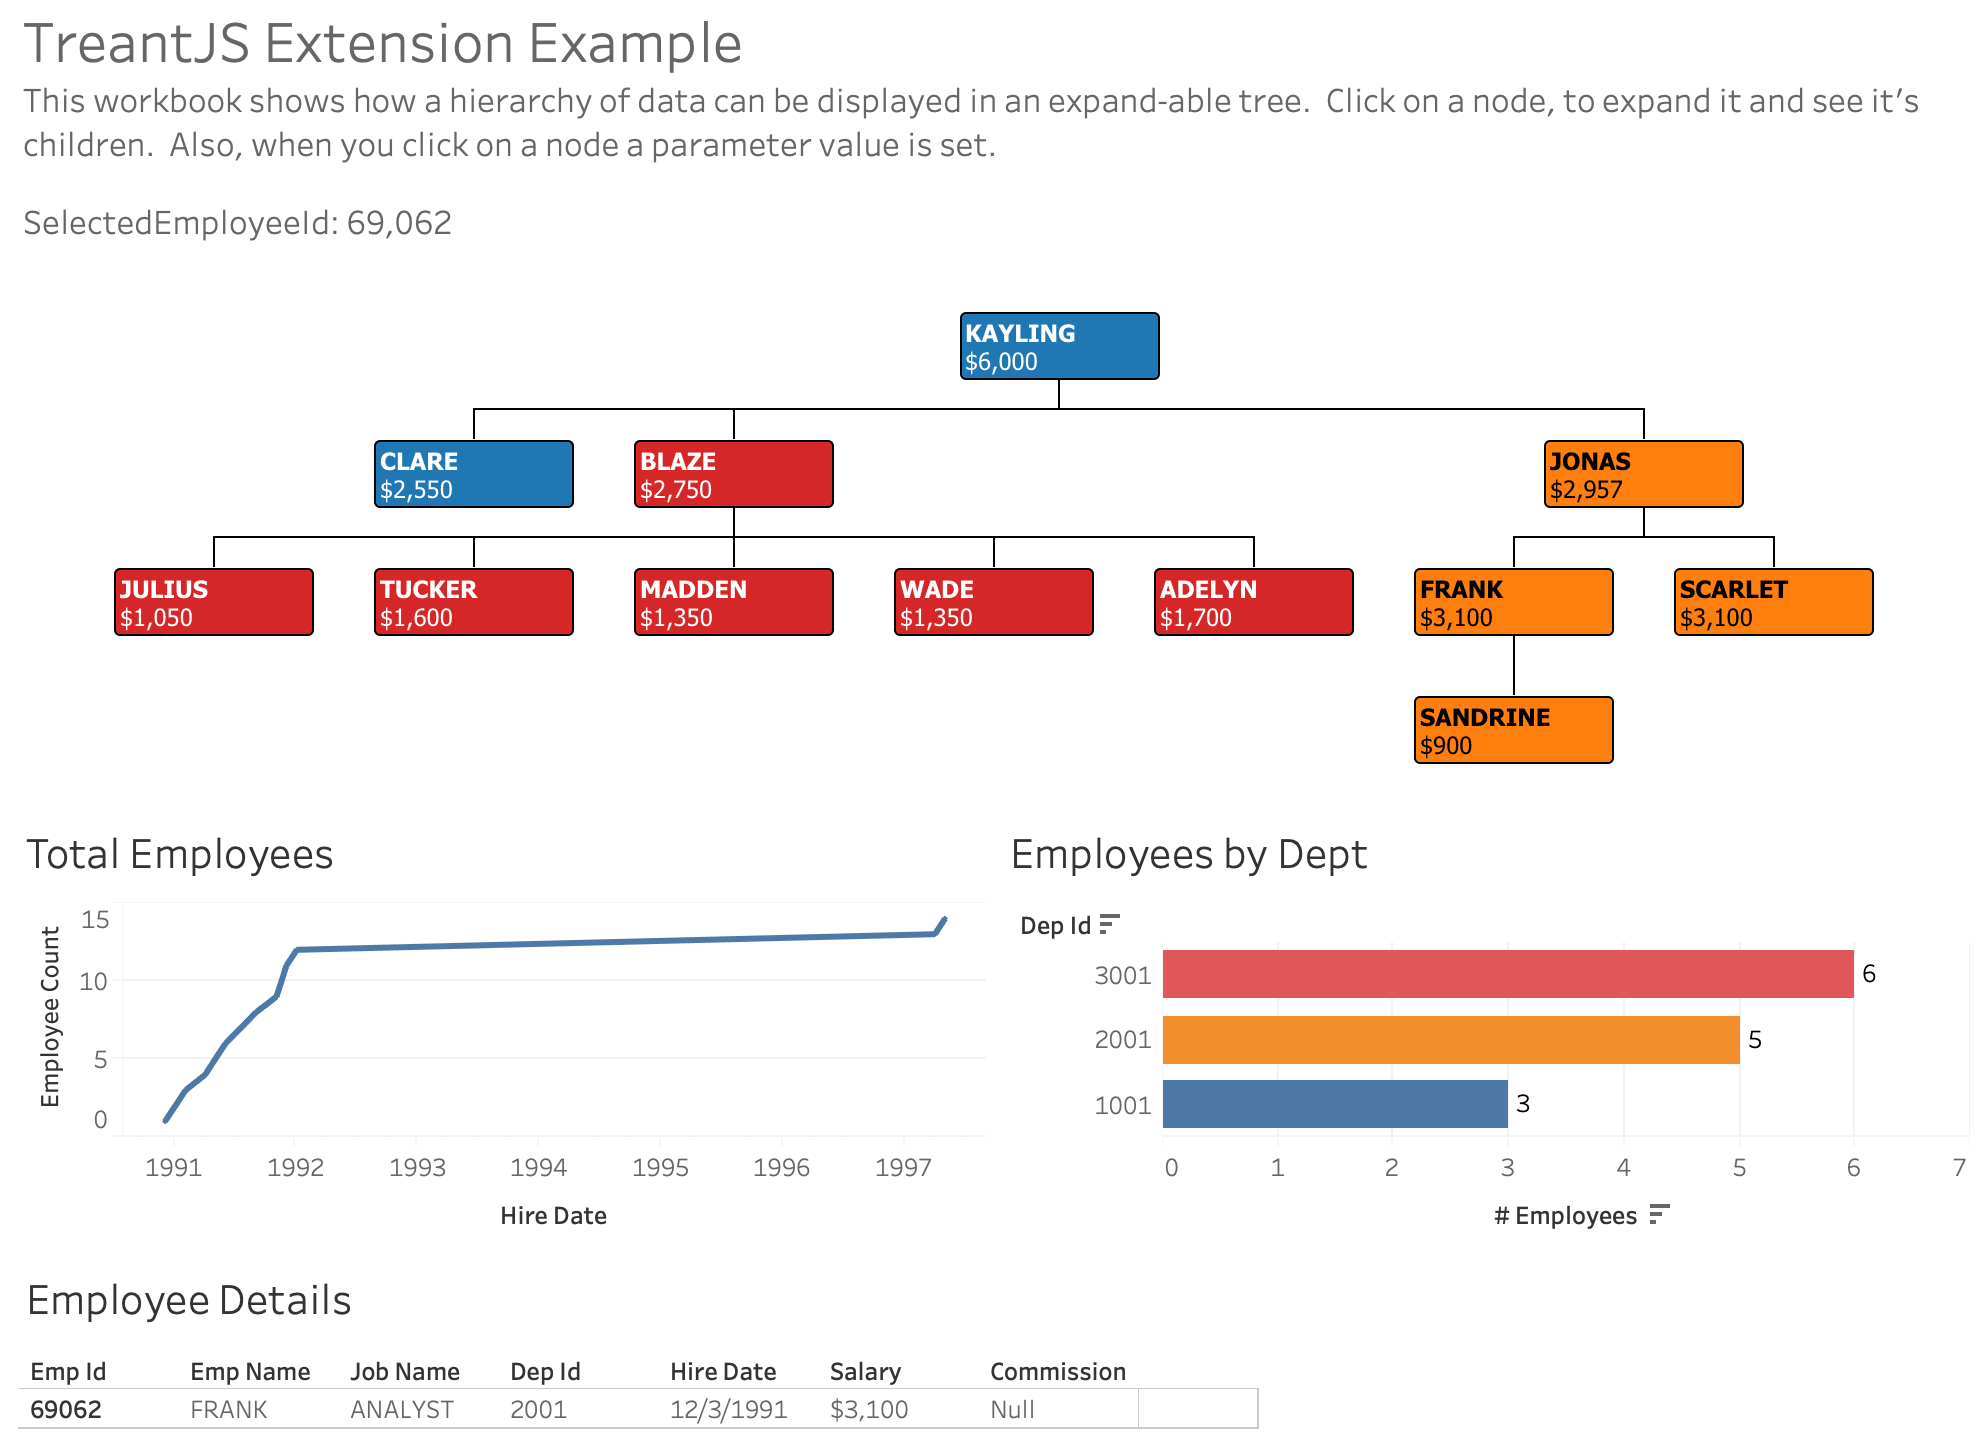 TreantJS Extension Example
This workbook shows how a hierarchy of data can be displayed in an expand-able tree.  Click on a node, to expand it and see it's
children.  Also, when you click on a node a parameter value is set.
SelectedEmployeeId: 69,062
KAYLING
$6,000
CLARE
$2,550
BLAZE
$2,750
JONAS
$2,957
JULIUS
$1,050
TUCKER
$1,600
MADDEN
$1,350
WADE
$1,350
ADELYN
$1,700
FRANK
$3,100
SCARLET
$3,100
SANDRINE
$900
Total Employees
Employee Count
15
10
5
0
1991 1992 1993 1994 1995 1996 1997
Hire Date
Employees by Dept
Dep Id
3001 6
2001 5
1001 3
0 1 2 3 4 5 6 7
# Employees
Employee Details
Emp Id Emp Name Job Name Dep Id Hire Date Salary Commission
69062 FRANK ANALYST 2001 12/3/1991 $3,100 Null